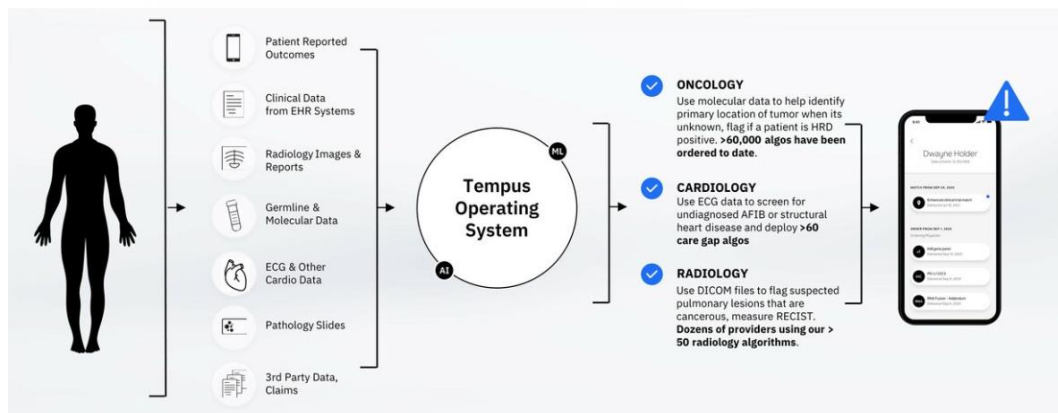 Patient Reported
Outcomes
Clinical Data
from EHR Systems
Radiology Images &
Reports
Germline &
Molecular Data
ECG & Other
Cardio Data
Pathology Slides
3rd Party Data,
Claims
ML
Tempus
Operating
System
AI
ONCOLOGY
Use molecular data to help identify
primary location of tumor when its
unknown, flag if a patient is HRD
positive. >60,000 algos have been
ordered to date.
CARDIOLOGY
Use ECG data to screen for
undiagnosed AFIB or structural
heart disease and deploy >60
care gap algos
RADIOLOGY
Use DICOM files to flag suspected
pulmonary lesions that are
cancerous, measure RECIST.
Dozens of providers using our >
50 radiology algorithms.
Dwayne Holder